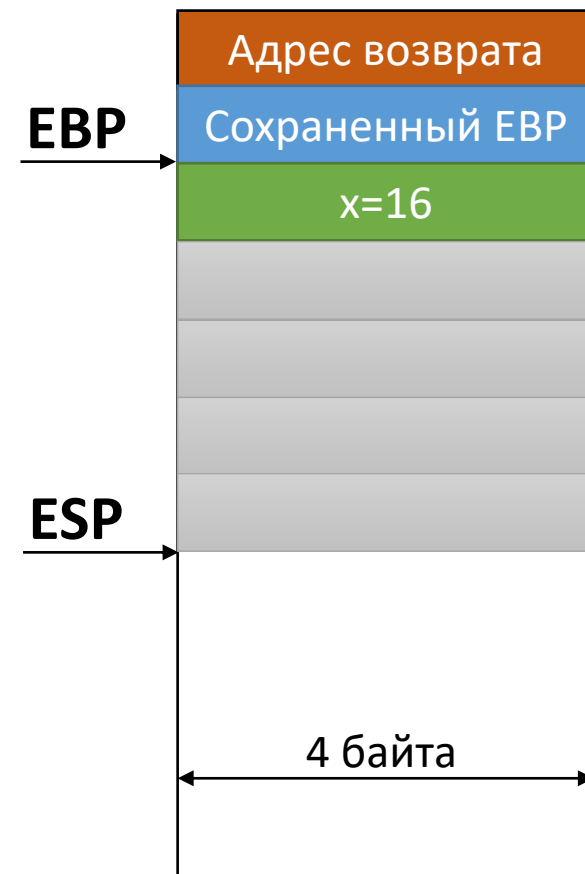 Адрес возврата
EBP
Сохраненный EBP
x=16
ESP
4 байта